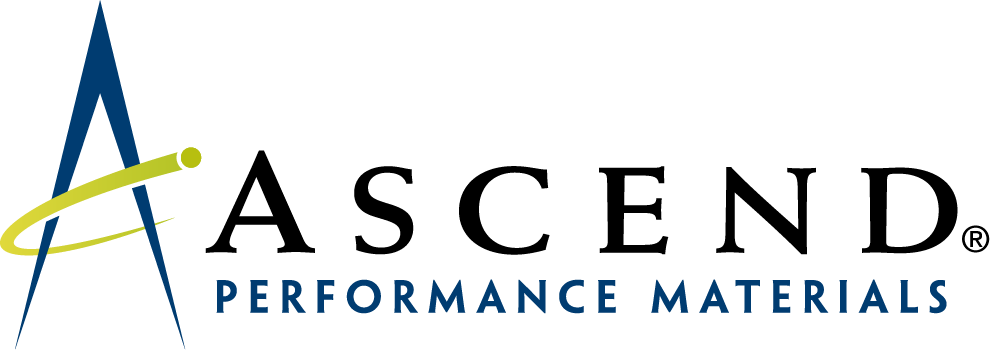 ASCEND®
PERFORMANCE MATERIALS